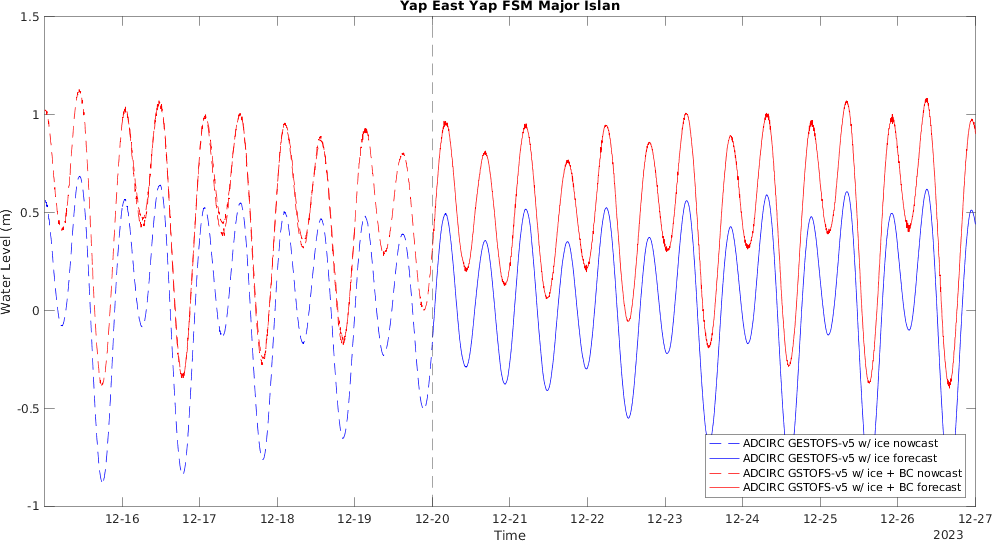 Yap East Yap FSM Major Islan
1.5
1
0.5
0
-0.5
-1
Water Level (m)
ADCIRC GESTOFS-v5 w/ ice nowcast
ADCIRC GESTOFS-v5 w/ ice forecast
ADCIRC GSTOFS-v5 w/ ice + BC nowcast
ADCIRC GSTOFS-v5 w/ ice + BC forecast
12-16 12-17 12-18 12-19 12-20 12-21 12-22 12-23 12-24 12-25 12-26 12-27
Time
2023